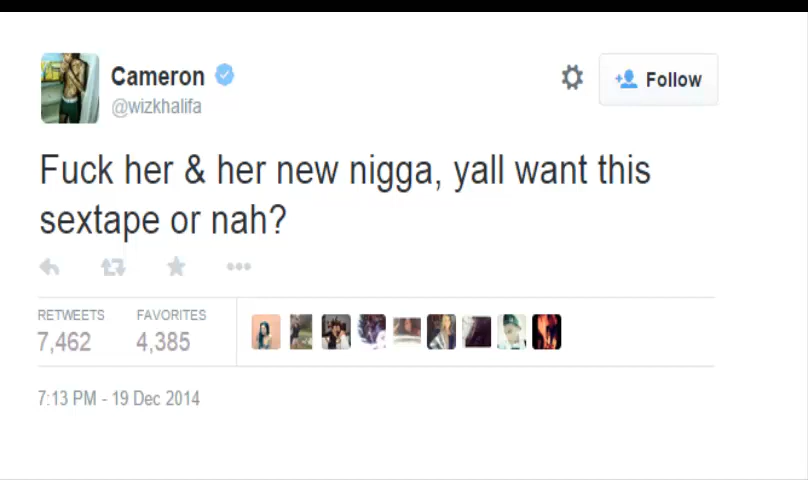 Cameron
@wizkhalifa
Follow
Fuck her & her new nigga, yall want this
sextape or nah?
RETWEETS FAVORITES
7,462 4,385
7:13 PM - 19 Dec 2014